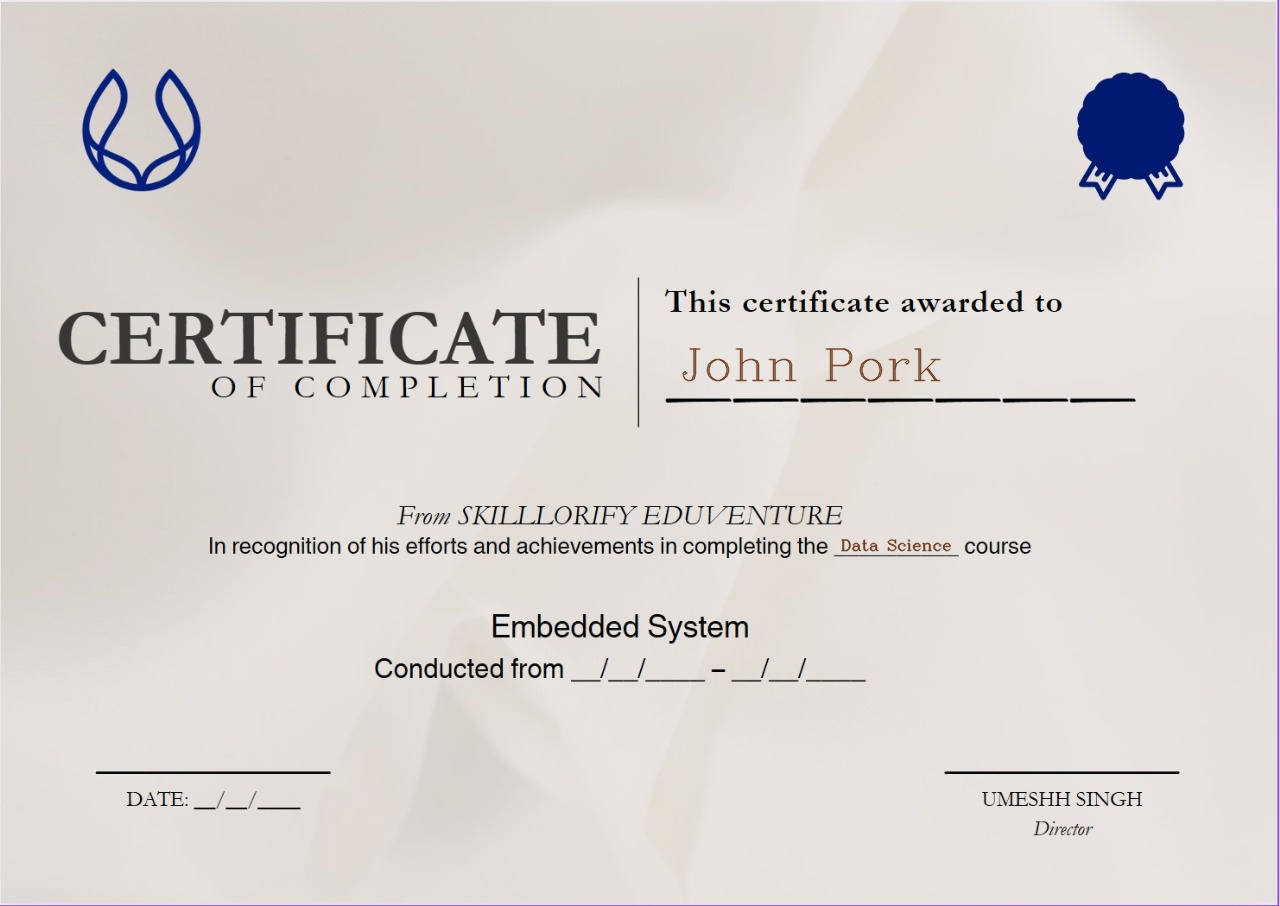 CERTIFICATE
OF COMPLETION
This certificate awarded to
John Pork
From SKILLLORIFY EDUVENTURE
In recognition of his efforts and achievements in completing the Data Science course
Embedded System
Conducted from __/__/____ – __/__/____
DATE: __/__/____
UMESHH SINGH
Director